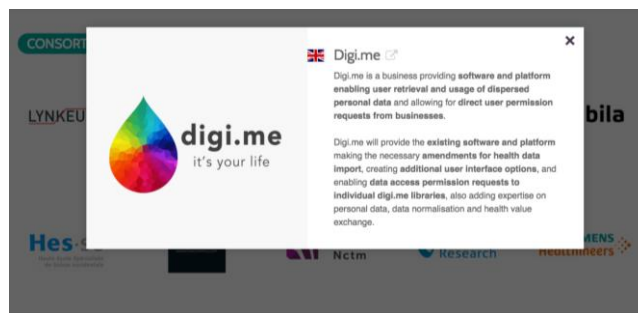 CONSORT
Digi.me
Digi.me is a business providing software and platform
enabling user retrieval and usage of dispersed
personal data and allowing for direct user permission
requests from businesses.
LYNKEU
bila
digi.me
it's your life
Digi.me will provide the existing software and platform
making the necessary amendments for health data
import, creating additional user interface options, and
enabling data access permission requests to
individual digi.me libraries, also adding expertise on
personal data, data normalisation and health value
exchange.
Hes·s
Nctm
Research
MENS
Healthineers